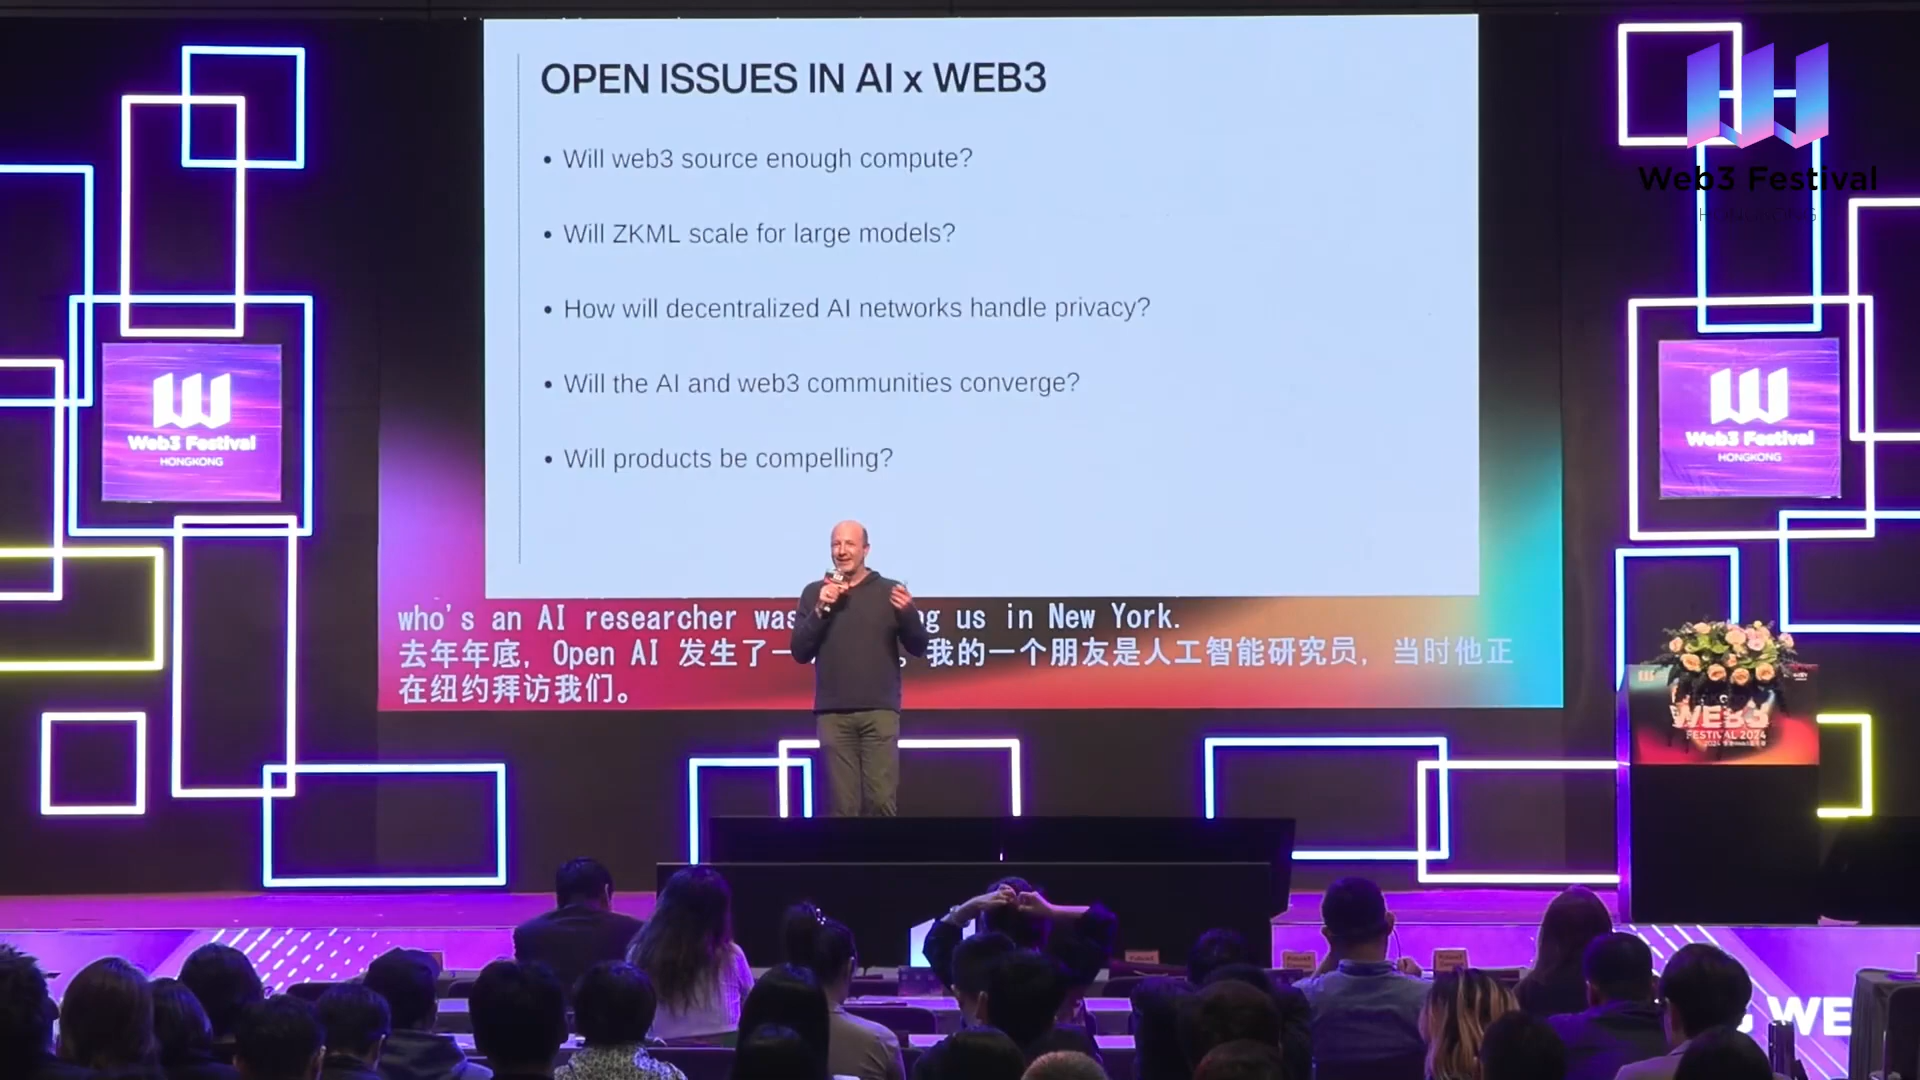 OPEN ISSUES IN AI x WEB3
• Will web3 source enough compute?
• Will ZKML scale for large models?
• How will decentralized AI networks handle privacy?
• Will the AI and web3 communities converge?
• Will products be compelling?
who's an AI researcher was us in New York.
去年年底, Open AI 发生了一 。我的一个朋友是人工智能研究员, 当时他正
在纽约拜访我们。
Web3 Festival
HONGKONG
Web3 Festival
HONGKONG
Web3 Festival
HONGKONG
WEB3
FESTIVAL 2024
WE